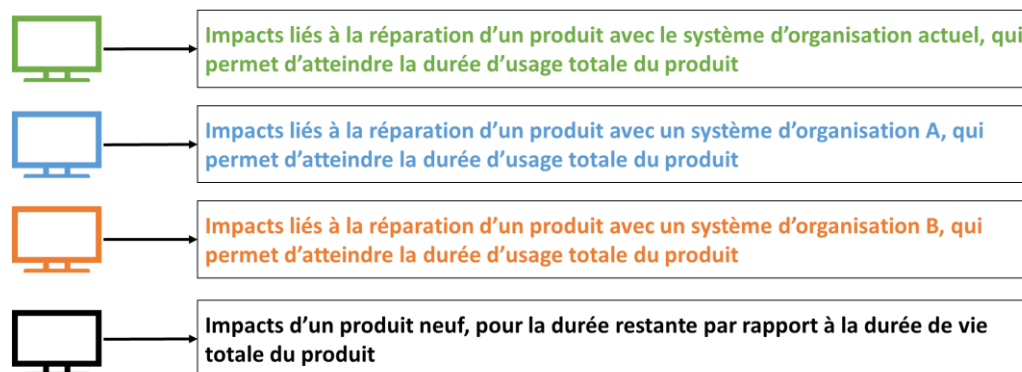 Impacts liés à la réparation d’un produit avec le système d’organisation actuel, qui
permet d’atteindre la durée d’usage totale du produit
Impacts liés à la réparation d’un produit avec un système d’organisation A, qui
permet d’atteindre la durée d’usage totale du produit
Impacts liés à la réparation d’un produit avec un système d’organisation B, qui
permet d’atteindre la durée d’usage totale du produit
Impacts d’un produit neuf, pour la durée restante par rapport à la durée de vie
totale du produit